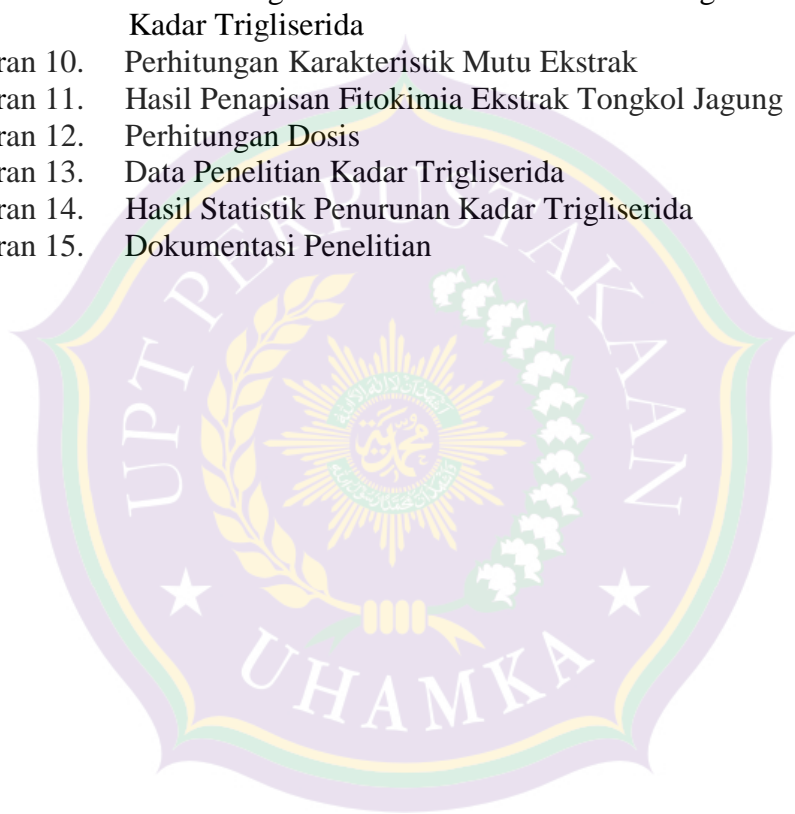 Kadar Trigliserida
ran 10. Perhitungan Karakteristik Mutu Ekstrak
ran 11. Hasil Penapisan Fitokimia Ekstrak Tongkol Jagung
ran 12. Perhitungan Dosis
ran 13. Data Penelitian Kadar Trigliserida
ran 14. Hasil Statistik Penurunan Kadar Trigliserida
ran 15. Dokumentasi Penelitian
UPT PERPUSTAKAAN
UHAMKA